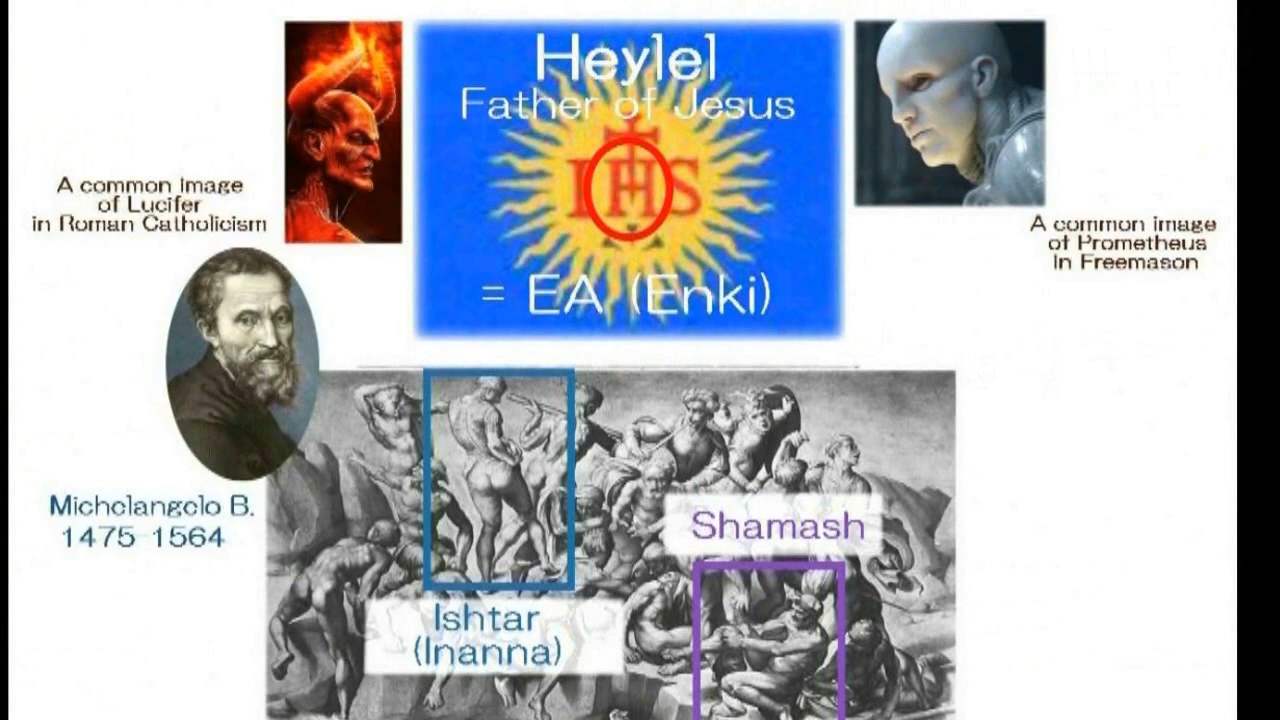 Heylel
Father of Jesus
IHS
= EA (Enki)
A common image
of Lucifer
in Roman Catholicism
A common image
of Prometheus
In Freemason
Michelangelo B.
1475-1564
Shamash
Ishtar
(Inanna)